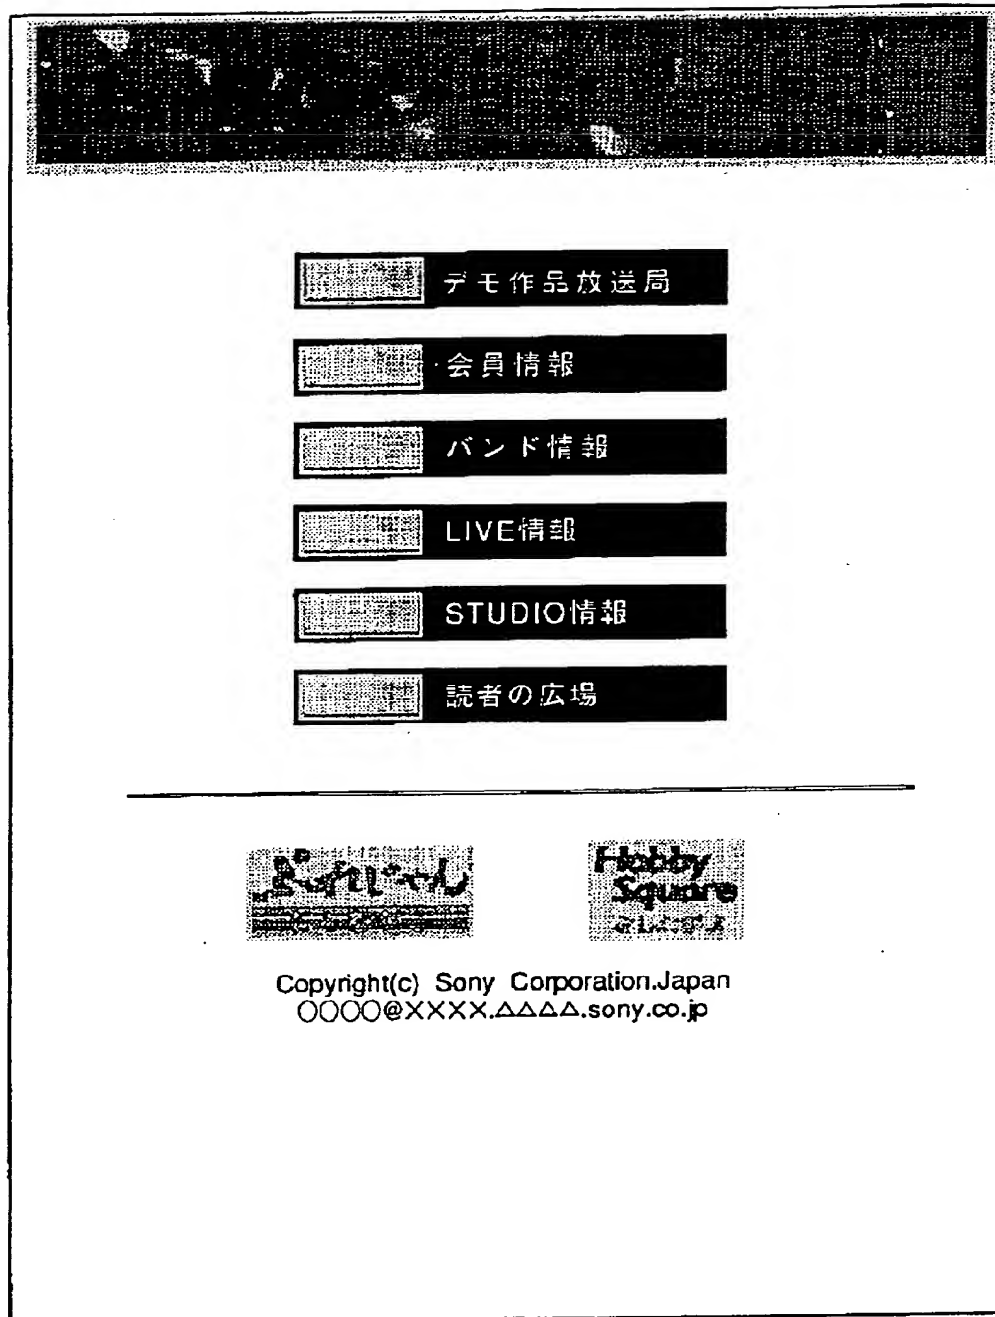 デモ作品放送局
会員情報
バンド情報
LIVE情報
STUDIO情報
読者の広場
Hobby
Square
Copyright(c) Sony Corporation.Japan
○○○○@××××.△△△△.sony.co.jp